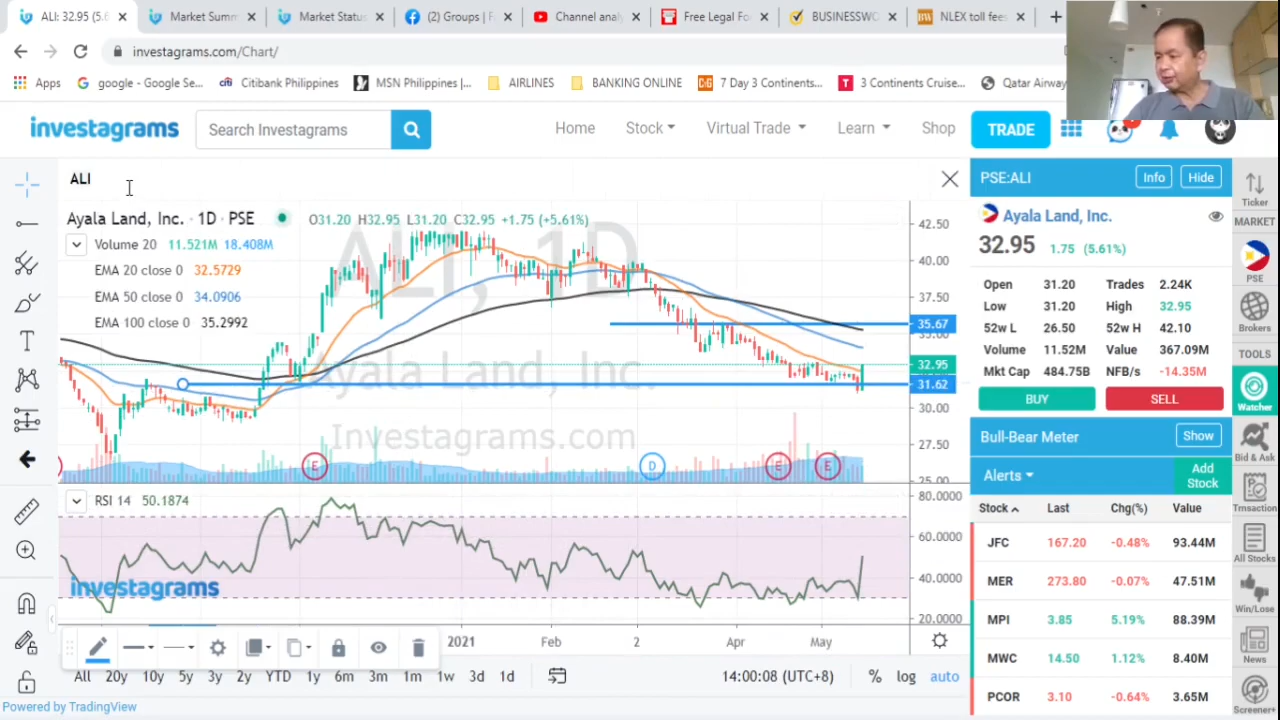 ALI: 32.95 (5.6
Market Summ
Market Status
(2) Groups | F
Channel analy
Free Legal Fo
BUSINESSWO
NLEX toll fees
investagrams.com/Chart/
Apps
google - Google Se...
Citibank Philippines
MSN Philippines |...
AIRLINES
BANKING ONLINE
7 Day 3 Continents...
3 Continents Cruise...
Qatar Airway
investagrams
Search Investagrams
Home
Stock
Virtual Trade
Learn
Shop
TRADE
ALI
Ayala Land, Inc. · 1D · PSE
O31.20 H32.95 L31.20 C32.95 +1.75 (+5.61%)
Volume 20 11.521M 18.408M
EMA 20 close 0 32.5729
EMA 50 close 0 34.0906
EMA 100 close 0 35.2992
ALI, 1D
Ayala Land, Inc.
Investagrams.com
42.50
40.00
37.50
35.67
35.00
32.95
31.62
30.00
27.50
25.00
E
D
E
E
RSI 14 50.1874
investagrams
80.0000
60.0000
40.0000
20.0000
2021
Feb
2
Apr
May
All
20y
10y
5y
3y
2y
YTD
1y
6m
3m
1m
1w
3d
1d
14:00:08 (UTC+8)
%
log
auto
Powered by TradingView
PSE:ALI
Info
Hide
Ayala Land, Inc.
32.95 1.75 (5.61%)
Open 31.20 Trades 2.24K
Low 31.20 High 32.95
52w L 26.50 52w H 42.10
Volume 11.52M Value 367.09M
Mkt Cap 484.75B NFB/s -14.35M
BUY
SELL
Bull-Bear Meter
Show
Alerts
Add
Stock
Stock Last Chg(%) Value
JFC 167.20 -0.48% 93.44M
MER 273.80 -0.07% 47.51M
MPI 3.85 5.19% 88.39M
MWC 14.50 1.12% 8.40M
PCOR 3.10 -0.64% 3.65M
Ticker
MARKET
PSE
Brokers
TOOLS
Watcher
Bid & Ask
Trnsaction
All Stocks
Win/Lose
News
Screener+